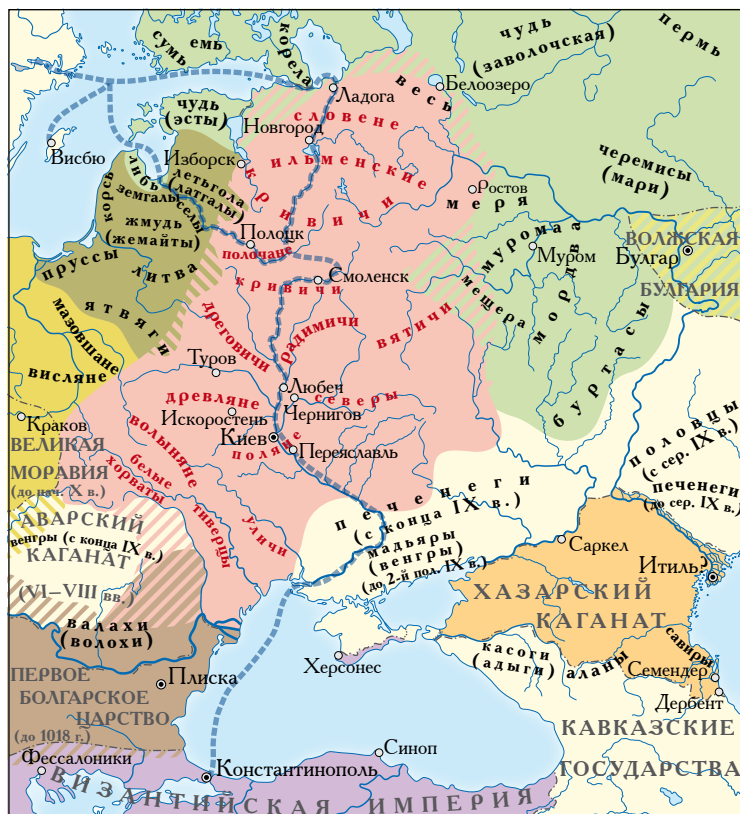 сумь
емь
корела
чудь
(заволочская)
пермь
весь
Белоозеро
Ладога
чудь
(эсты)
словене
Новгород
ильменские
Висбю
Изборск
кривичи
черемисы
(мари)
Ростов
меря
корсь
либь
земгалы
селы
летьгола
(латгалы)
жмудь
(жемайты)
Полоцк
полочане
мурома
Муром
мордва
мещера
ВОЛЖСКАЯ
Булгар
БУЛГАРИЯ
пруссы
литва
Смоленск
кривичи
ятвяги
мазовшане
висляне
дреговичи
радимичи
вятичи
буртасы
Туров
Любеч
Чернигов
северы
древляне
Искоростень
Киев
поляне
Переяславль
Краков
ВЕЛИКАЯ
МОРАВИЯ
(до нач. X в.)
волыняне
белые
хорваты
тиверцы
уличи
половцы
(с сер. IX в.)
печенеги
(до сер. IX в.)
печенеги
(с конца IX в.)
мадьяры
(венгры)
(до 2-й пол. IX в.)
АВАРСКИЙ
венгры (с конца IX в.)
КАГАНАТ
(VI–VIII вв.)
Саркел
Итиль?
ХАЗАРСКИЙ
КАГАНАТ
валахи
(волохи)
ПЕРВОЕ
БОЛГАРСКОЕ
ЦАРСТВО
(до 1018 г.)
Плиска
Херсонес
касоги
(адыги)
аланы
савиры
Семендер
Дербент
КАВКАЗСКИЕ
ГОСУДАРСТВА
Синоп
Фессалоники
Константинополь
ВИЗАНТИЙСКАЯ ИМПЕРИЯ